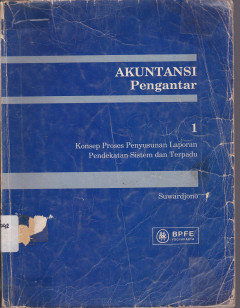 AKUNTANSI
Pengantar
1
Konsep Proses Penyusunan Laporan
Pendekatan Sistem dan Terpadu
Suwardjono
BPFE